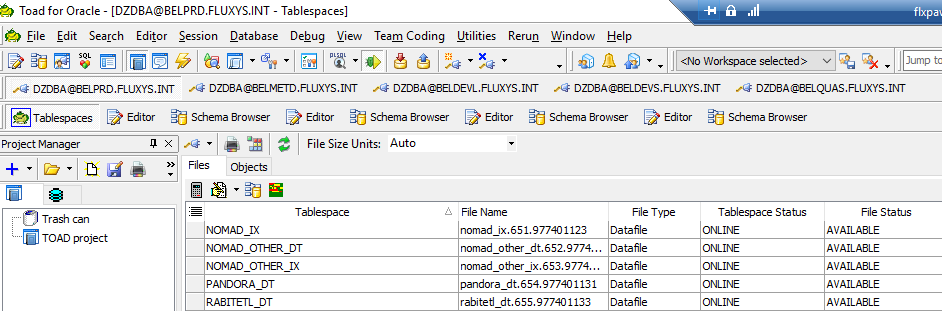 Toad for Oracle - [DZDBA@BELPRD.FLUXYS.INT - Tablespaces]
flxpav
File Edit Search Editor Session Database Debug View Team Coding Utilities Rerun Window Help
SQL
DLSQL
<No Workspace selected>
Jump to
DZDBA@BELPRD.FLUXYS.INT DZDBA@BELMETD.FLUXYS.INT DZDBA@BELDEVL.FLUXYS.INT DZDBA@BELDEVS.FLUXYS.INT DZDBA@BELQUAS.FLUXYS.INT
Tablespaces Editor Schema Browser Editor Schema Browser Editor Schema Browser Editor Schema Browser Editor
Project Manager
File Size Units: Auto
Files Objects
Trash can
TOAD project
Tablespace File Name File Type Tablespace Status File Status
NOMAD_IX nomad_ix.651.977401123 Datafile ONLINE AVAILABLE
NOMAD_OTHER_DT nomad_other_dt.652.9774... Datafile ONLINE AVAILABLE
NOMAD_OTHER_IX nomad_other_ix.653.9774... Datafile ONLINE AVAILABLE
PANDORA_DT pandora_dt.654.977401131 Datafile ONLINE AVAILABLE
RABITETL_DT rabitetl_dt.655.977401133 Datafile ONLINE AVAILABLE